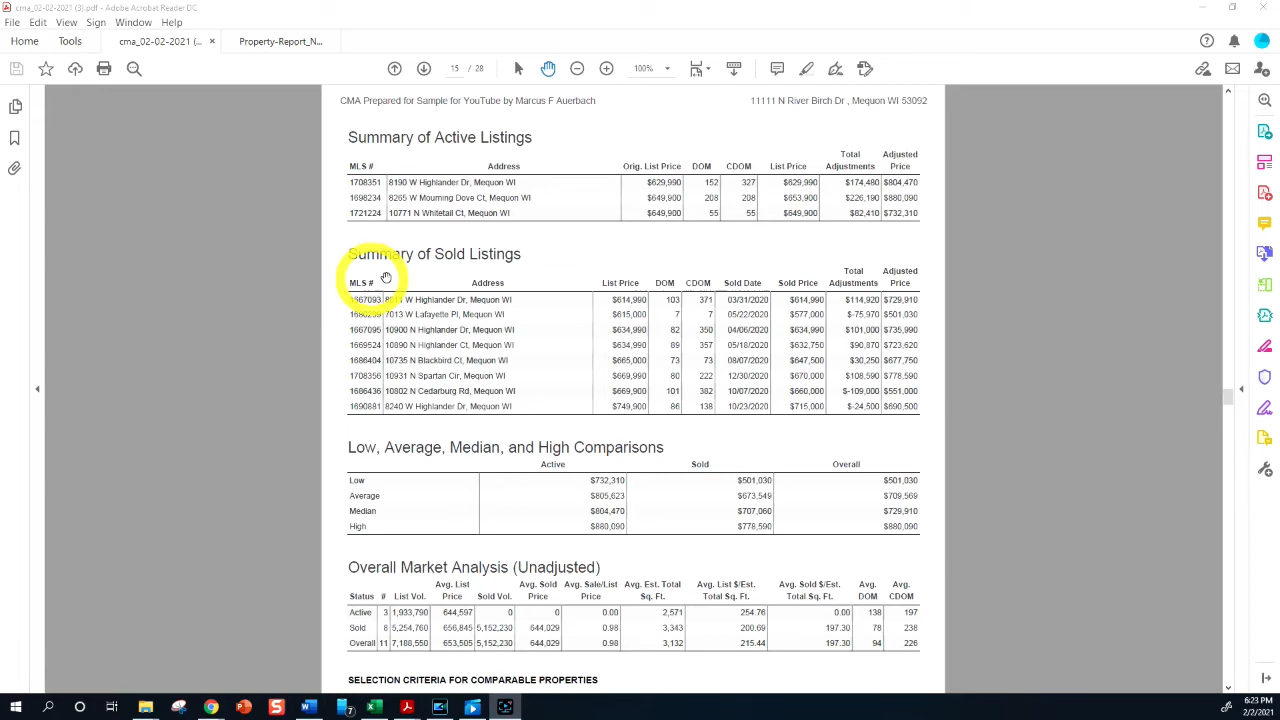 cma_02-02-2021 (3).pdf - Adobe Acrobat Reader DC
File Edit View Sign Window Help
Home Tools cma_02-02-2021 (... × Property-Report_N...
15 / 28 100%
CMA Prepared for Sample for YouTube by Marcus F Auerbach 11111 N River Birch Dr , Mequon WI 53092
Summary of Active Listings
Total Adjusted
MLS # Address Orig. List Price DOM CDOM List Price Adjustments Price
1708351 8190 W Highlander Dr, Mequon WI $629,990 152 327 $629,990 $174,480 $804,470
1698234 8265 W Mourning Dove Ct, Mequon WI $649,900 208 208 $653,900 $226,190 $880,090
1721224 10771 N Whitetail Ct, Mequon WI $649,900 55 55 $649,900 $82,410 $732,310
Summary of Sold Listings
Total Adjusted
MLS # Address List Price DOM CDOM Sold Date Sold Price Adjustments Price
1667093 W Highlander Dr, Mequon WI $614,990 103 371 03/31/2020 $614,990 $114,920 $729,910
7013 W Lafayette Pl, Mequon WI $615,000 7 7 05/22/2020 $577,000 $-75,970 $501,030
1667095 10900 N Highlander Dr, Mequon WI $634,990 82 350 04/06/2020 $634,990 $101,000 $735,990
1669524 10890 N Highlander Ct, Mequon WI $634,990 89 357 05/18/2020 $632,750 $90,870 $723,620
1686404 10735 N Blackbird Ct, Mequon WI $665,000 73 73 08/07/2020 $647,500 $30,250 $677,750
1708356 10931 N Spartan Cir, Mequon WI $669,900 80 222 12/30/2020 $670,000 $108,590 $778,590
1686436 10802 N Cedarburg Rd, Mequon WI $669,900 101 382 10/07/2020 $660,000 $-109,000 $551,000
1690881 8240 W Highlander Dr, Mequon WI $749,900 86 138 10/23/2020 $715,000 $-24,500 $690,500
Low, Average, Median, and High Comparisons
Active Sold Overall
Low $732,310 $501,030 $501,030
Average $805,623 $673,549 $709,569
Median $804,470 $707,060 $729,910
High $880,090 $778,590 $880,090
Overall Market Analysis (Unadjusted)
Avg. List Avg. Sold Avg. Sale/List Avg. Est. Total Avg. List $/Est. Avg. Sold $/Est. Avg. Avg.
Status # List Vol. Price Sold Vol. Price Price Sq. Ft. Total Sq. Ft. Total Sq. Ft. DOM CDOM
Active 3 1,933,790 644,597 0 0 0.00 2,571 254.76 0.00 138 197
Sold 8 5,254,760 656,845 5,152,230 644,029 0.98 3,343 200.69 197.30 78 238
Overall 11 7,188,550 653,505 5,152,230 644,029 0.98 3,132 215.44 197.30 94 226
SELECTION CRITERIA FOR COMPARABLE PROPERTIES
6:23 PM
2/2/2021